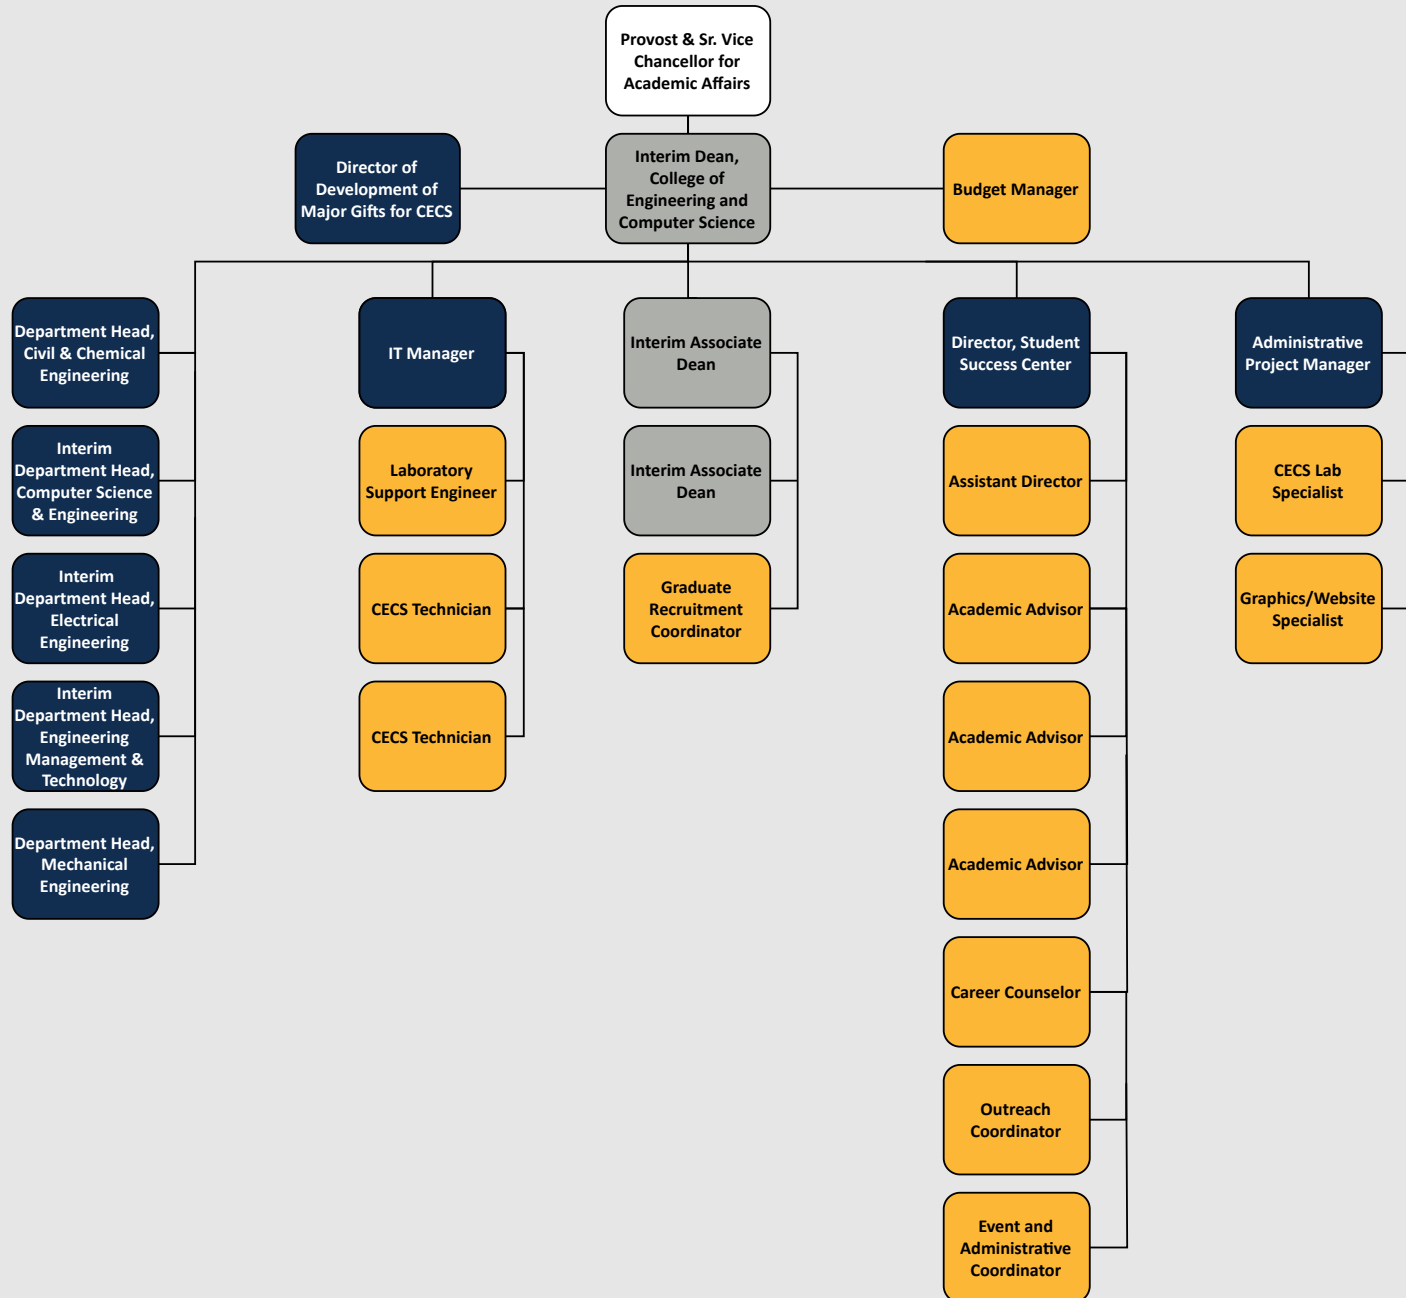 Provost & Sr. Vice
Chancellor for
Academic Affairs
Director of
Development of
Major Gifts for CECS
Interim Dean,
College of
Engineering and
Computer Science
Budget Manager
Department Head,
Civil & Chemical
Engineering
Interim
Department Head,
Computer Science
& Engineering
Interim
Department Head,
Electrical
Engineering
Interim
Department Head,
Engineering
Management &
Technology
Department Head,
Mechanical
Engineering
IT Manager
Laboratory
Support Engineer
CECS Technician
CECS Technician
Interim Associate
Dean
Interim Associate
Dean
Graduate
Recruitment
Coordinator
Director, Student
Success Center
Assistant Director
Academic Advisor
Academic Advisor
Academic Advisor
Career Counselor
Outreach
Coordinator
Event and
Administrative
Coordinator
Administrative
Project Manager
CECS Lab
Specialist
Graphics/Website
Specialist